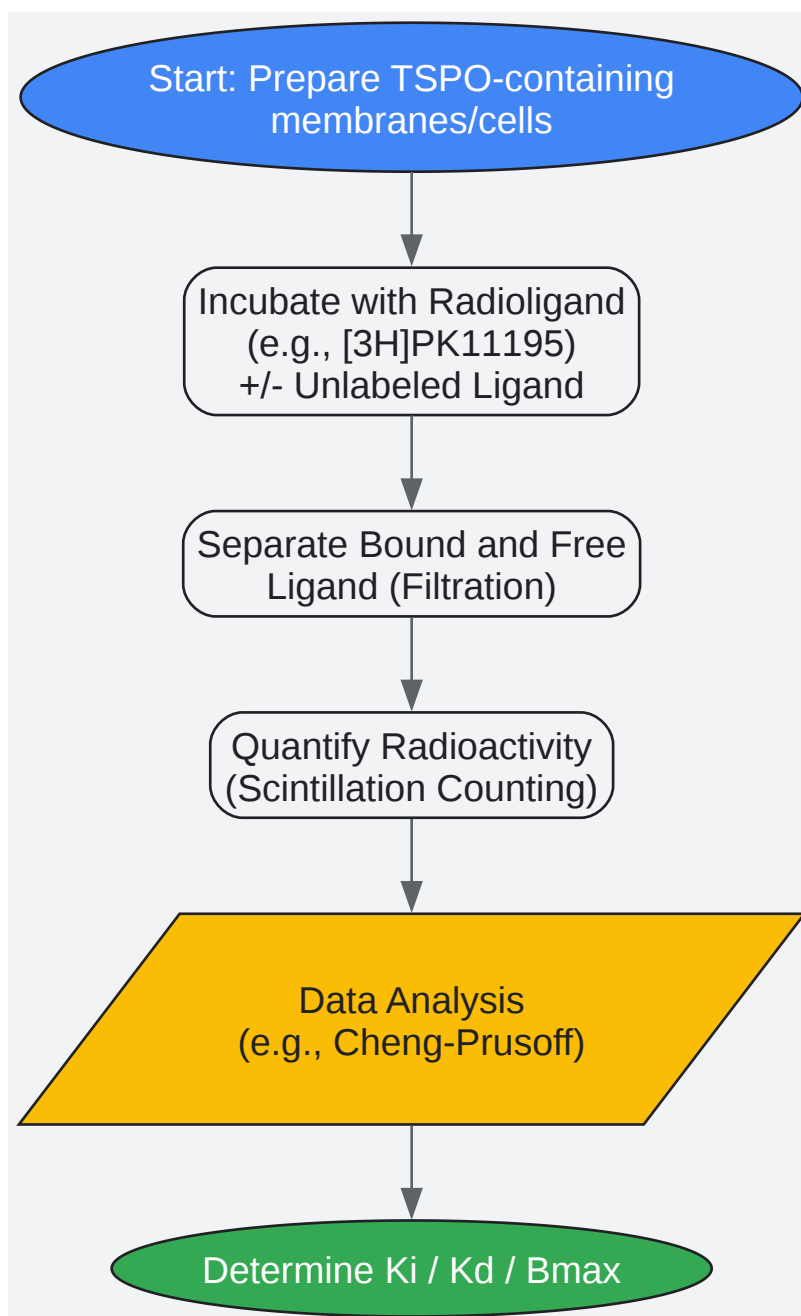 Start: Prepare TSPO-containing
membranes/cells
Incubate with Radioligand
(e.g., [3H]PK11195)
+/- Unlabeled Ligand
Separate Bound and Free
Ligand (Filtration)
Quantify Radioactivity
(Scintillation Counting)
Data Analysis
(e.g., Cheng-Prusoff)
Determine Ki / Kd / Bmax